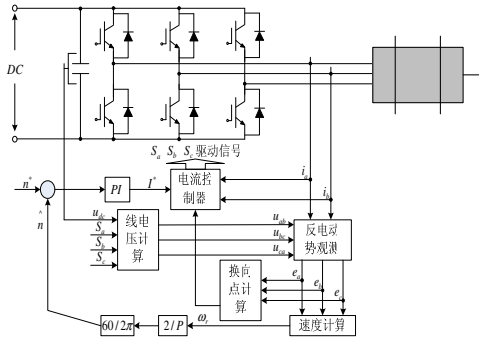 DC
S_a S_b S_c 驱动信号
n*
PI
I*
电流控
制器
i_a
i_b
n^
u_dc
S_a
S_b
S_c
线电
压计
算
u_ab
u_bc
u_ca
反电动
势观测
换向
点计
算
e_a
e_b
e_c
60/2π
2/P
ω_r
速度计算